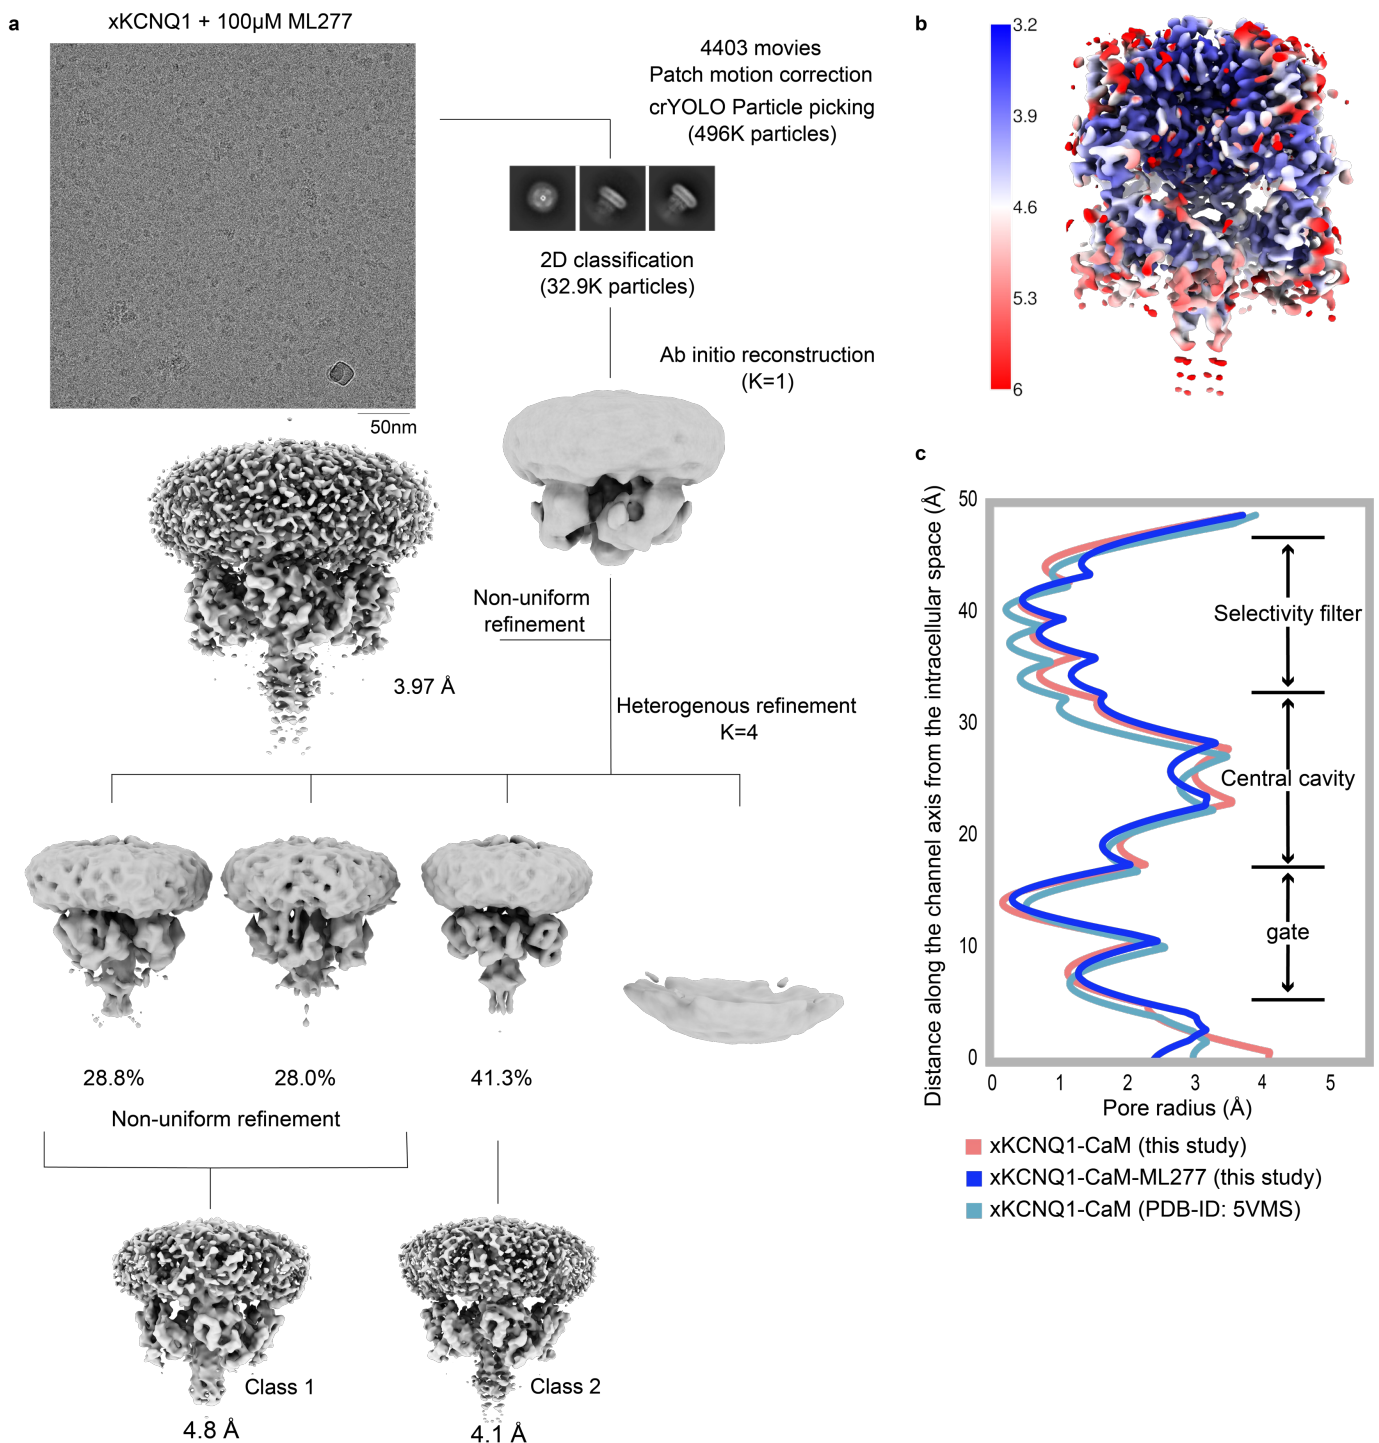 a
xKCNQ1 + 100µM ML277
50nm
4403 movies
Patch motion correction
crYOLO Particle picking
(496K particles)
2D classification
(32.9K particles)
Ab initio reconstruction
(K=1)
Non-uniform
refinement
3.97 Å
Heterogenous refinement
K=4
28.8%
28.0%
41.3%
Non-uniform refinement
Class 1
4.8 Å
Class 2
4.1 Å
b
3.2
3.9
4.6
5.3
6
c
Distance along the channel axis from the intracellular space (Å)
50
40
30
20
10
0
Selectivity filter
Central cavity
gate
0 1 2 3 4 5
Pore radius (Å)
xKCNQ1-CaM (this study)
xKCNQ1-CaM-ML277 (this study)
xKCNQ1-CaM (PDB-ID: 5VMS)